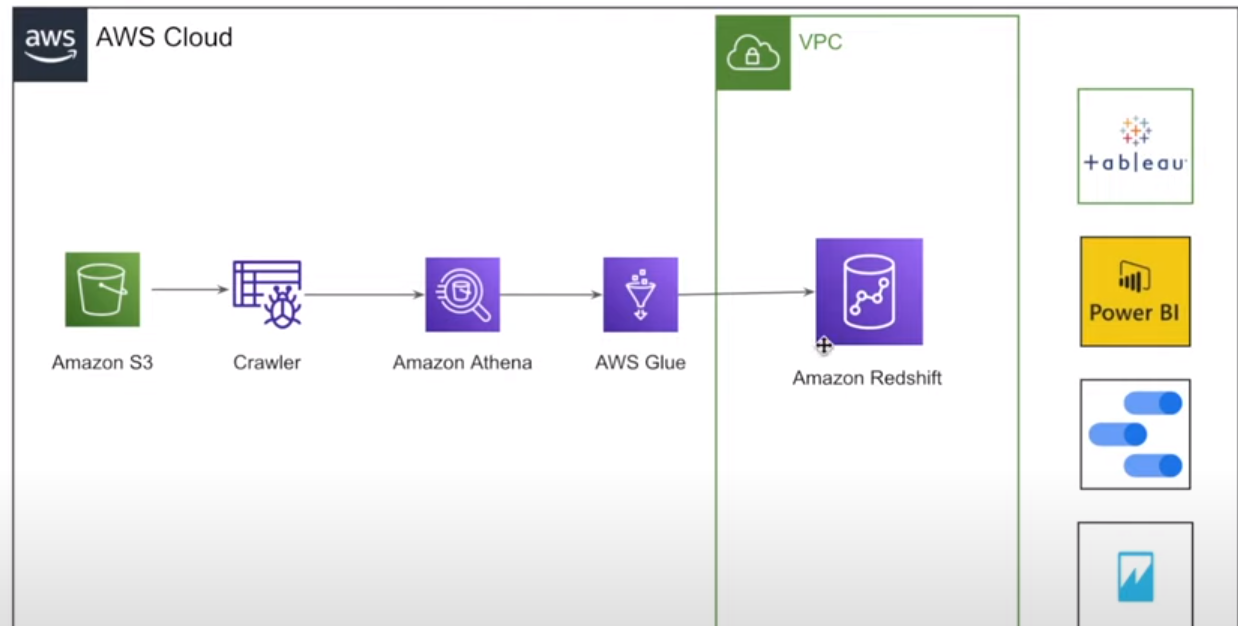 aws
AWS Cloud
VPC
+ableau
Power BI
Amazon S3
Crawler
Amazon Athena
AWS Glue
Amazon Redshift